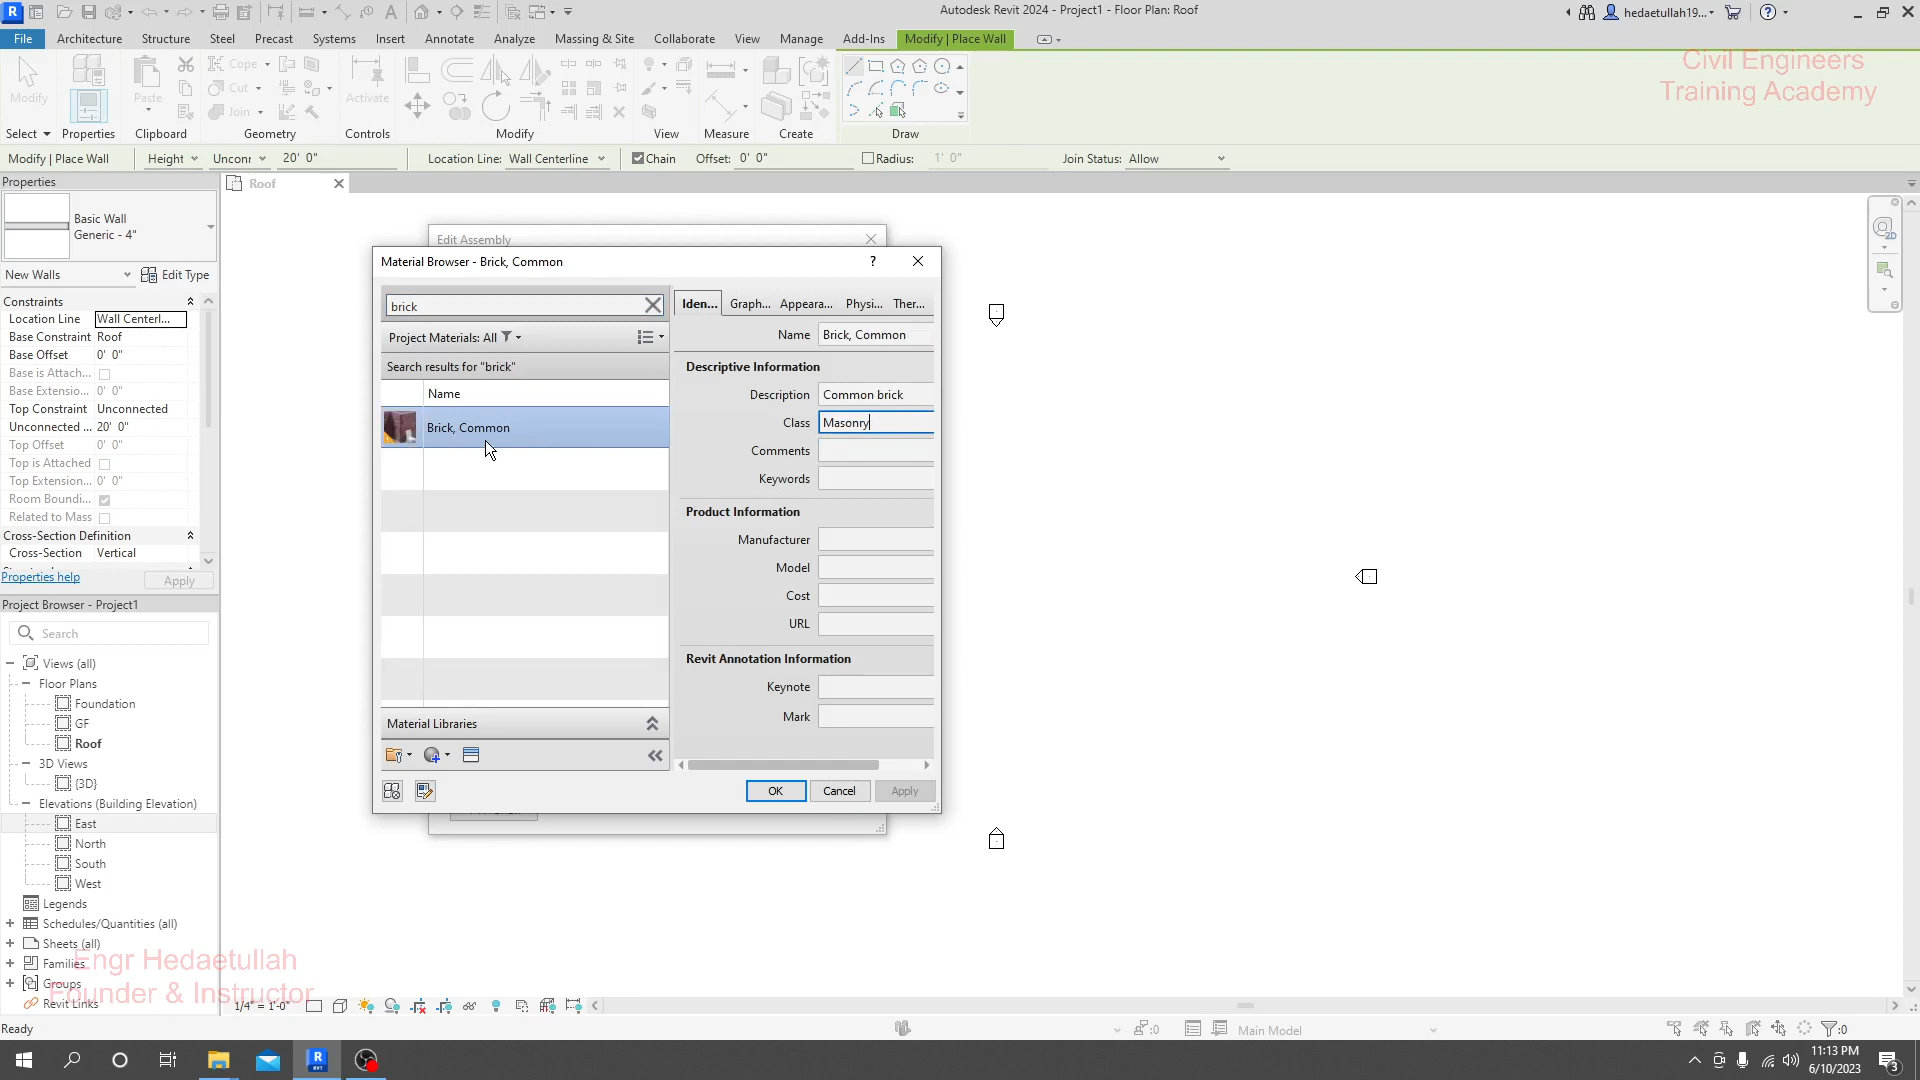 Autodesk Revit 2024 - Project1 - Floor Plan: Roof
hedaetullah19...
File
Architecture
Structure
Steel
Precast
Systems
Insert
Annotate
Analyze
Massing & Site
Collaborate
View
Manage
Add-Ins
Modify | Place Wall
Modify
Paste
Cope
Cut
Join
Activate
Select
Properties
Clipboard
Geometry
Controls
Modify
View
Measure
Create
Draw
Civil Engineers
Training Academy
Modify | Place Wall
Height
Unconr
20' 0"
Location Line: Wall Centerline
Chain
Offset: 0' 0"
Radius: 1' 0"
Join Status: Allow
Properties
Roof
Basic Wall
Generic - 4"
New Walls
Edit Type
Constraints
Location Line Wall Centerl...
Base Constraint Roof
Base Offset 0' 0"
Base is Attach...
Base Extensio... 0' 0"
Top Constraint Unconnected
Unconnected ... 20' 0"
Top Offset 0' 0"
Top is Attached
Top Extension... 0' 0"
Room Boundi...
Related to Mass
Cross-Section Definition
Cross-Section Vertical
Properties help
Apply
Project Browser - Project1
Search
Views (all)
Floor Plans
Foundation
GF
Roof
3D Views
{3D}
Elevations (Building Elevation)
East
North
South
West
Legends
Schedules/Quantities (all)
Sheets (all)
Families
Groups
Revit Links
Engr Hedaetullah
Founder & Instructor
Edit Assembly
Material Browser - Brick, Common
?
brick
Project Materials: All
Search results for "brick"
Name
Brick, Common
Material Libraries
Iden...
Graph...
Appeara...
Physi...
Ther...
Name Brick, Common
Descriptive Information
Description Common brick
Class Masonry
Comments
Keywords
Product Information
Manufacturer
Model
Cost
URL
Revit Annotation Information
Keynote
Mark
OK
Cancel
Apply
1/4" = 1'-0"
Ready
:0
Main Model
:0
2D
11:13 PM
6/10/2023
3